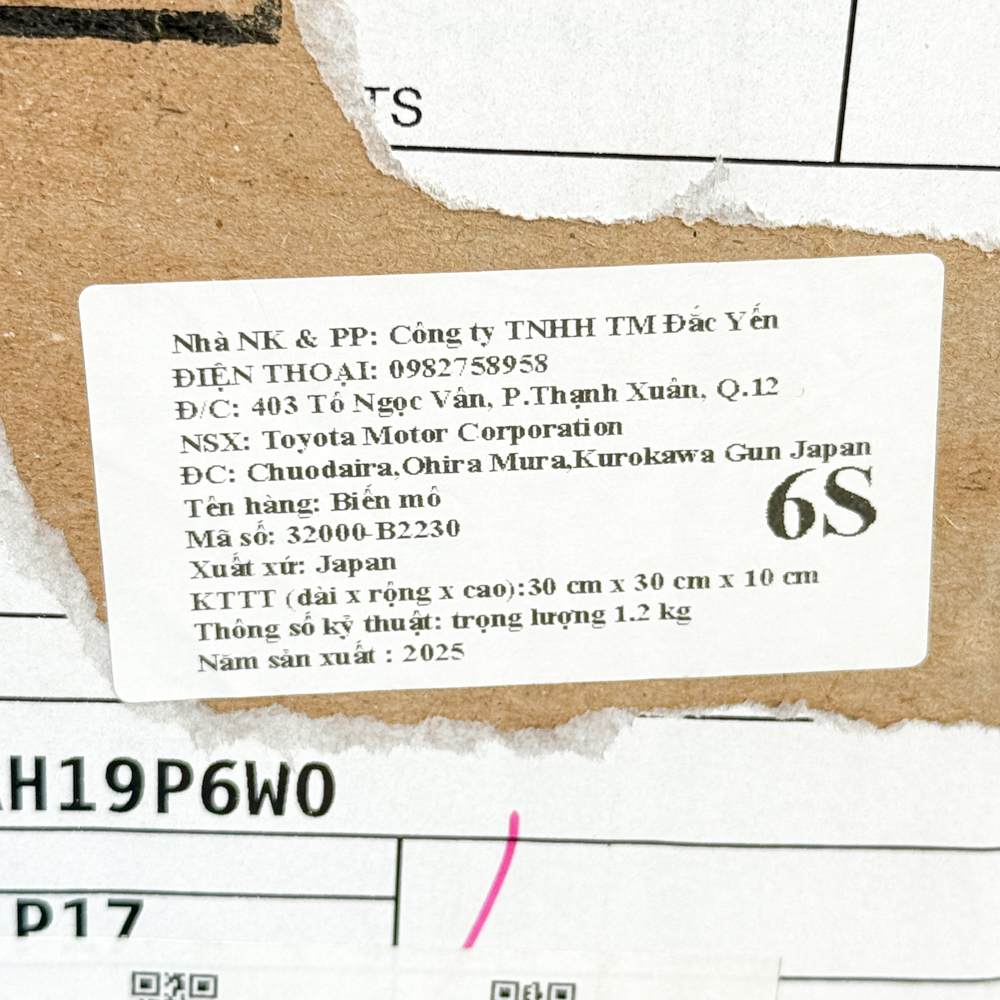 TS
Nhà NK & PP: Công ty TNHH TM Đắc Yến
ĐIỆN THOẠI: 0982758958
Đ/C: 403 Tô Ngọc Vân, P.Thạnh Xuân, Q.12
NSX: Toyota Motor Corporation
ĐC: Chuodaira,Ohira Mura,Kurokawa Gun Japan
Tên hàng: Biến mô
6S
Mã số: 32000-B2230
Xuất xứ: Japan
KTTT (dài x rộng x cao):30 cm x 30 cm x 10 cm
Thông số kỹ thuật: trọng lượng 1.2 kg
Năm sản xuất : 2025
H19P6W0
P17